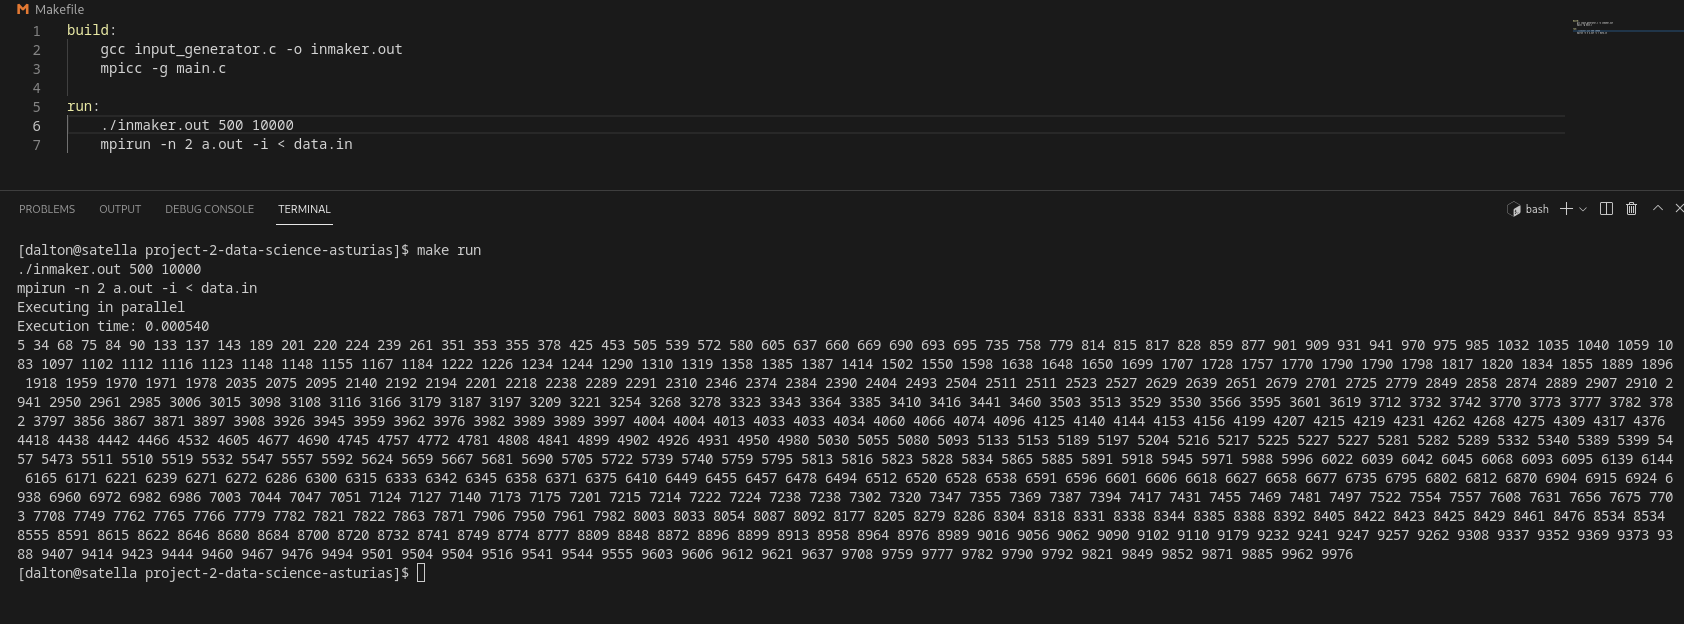 Makefile
1 build:
2 gcc input_generator.c -o inmaker.out
3 mpicc -g main.c
4
5 run:
6 ./inmaker.out 500 10000
7 mpirun -n 2 a.out -i < data.in
PROBLEMS OUTPUT DEBUG CONSOLE TERMINAL bash
[dalton@satella project-2-data-science-asturias]$ make run
./inmaker.out 500 10000
mpirun -n 2 a.out -i < data.in
Executing in parallel
Execution time: 0.000540
5 34 68 75 84 90 133 137 143 189 201 220 224 239 261 351 353 355 378 425 453 505 539 572 580 605 637 660 669 690 693 695 735 758 779 814 815 817 828 859 877 901 909 931 941 970 975 985 1032 1035 1040 1059 10
83 1097 1102 1112 1116 1123 1148 1148 1155 1167 1184 1222 1226 1234 1244 1290 1310 1319 1358 1385 1387 1414 1502 1550 1598 1638 1648 1650 1699 1707 1728 1757 1770 1790 1790 1798 1817 1820 1834 1855 1889 1896
1918 1959 1970 1971 1978 2035 2075 2095 2140 2192 2194 2201 2218 2238 2289 2291 2310 2346 2374 2384 2390 2404 2493 2504 2511 2511 2523 2527 2629 2639 2651 2679 2701 2725 2779 2849 2858 2874 2889 2907 2910 2
941 2950 2961 2985 3006 3015 3098 3108 3116 3166 3179 3187 3197 3209 3221 3254 3268 3278 3323 3343 3364 3385 3410 3416 3441 3460 3503 3513 3529 3530 3566 3595 3601 3619 3712 3732 3742 3770 3773 3777 3782 378
2 3797 3856 3867 3871 3897 3908 3926 3945 3959 3962 3976 3982 3989 3989 3997 4004 4004 4013 4033 4033 4034 4060 4066 4074 4096 4125 4140 4144 4153 4156 4199 4207 4215 4219 4231 4262 4268 4275 4309 4317 4376
4418 4438 4442 4466 4532 4605 4677 4690 4745 4757 4772 4781 4808 4841 4899 4902 4926 4931 4950 4980 5030 5055 5080 5093 5133 5153 5189 5197 5204 5216 5217 5225 5227 5227 5281 5282 5289 5332 5340 5389 5399 54
57 5473 5511 5510 5519 5532 5547 5557 5592 5624 5659 5667 5681 5690 5705 5722 5739 5740 5759 5795 5813 5816 5823 5828 5834 5865 5885 5891 5918 5945 5971 5988 5996 6022 6039 6042 6045 6068 6093 6095 6139 6144
6165 6171 6221 6239 6271 6272 6286 6300 6315 6333 6342 6345 6358 6371 6375 6410 6449 6455 6457 6478 6494 6512 6520 6528 6538 6591 6596 6601 6606 6618 6627 6658 6677 6735 6795 6802 6812 6870 6904 6915 6924 6
938 6960 6972 6982 6986 7003 7044 7047 7051 7124 7127 7140 7173 7175 7201 7215 7214 7222 7224 7238 7238 7302 7320 7347 7355 7369 7387 7394 7417 7431 7455 7469 7481 7497 7522 7554 7557 7608 7631 7656 7675 770
3 7708 7749 7762 7765 7766 7779 7782 7821 7822 7863 7871 7906 7950 7961 7982 8003 8033 8054 8087 8092 8177 8205 8279 8286 8304 8318 8331 8338 8344 8385 8388 8392 8405 8422 8423 8425 8429 8461 8476 8534 8534
8555 8591 8615 8622 8646 8680 8684 8700 8720 8732 8741 8749 8774 8777 8809 8848 8872 8896 8899 8913 8958 8964 8976 8989 9016 9056 9062 9090 9102 9110 9179 9232 9241 9247 9257 9262 9308 9337 9352 9369 9373 93
88 9407 9414 9423 9444 9460 9467 9476 9494 9501 9504 9504 9516 9541 9544 9555 9603 9606 9612 9621 9637 9708 9759 9777 9782 9790 9792 9821 9849 9852 9871 9885 9962 9976
[dalton@satella project-2-data-science-asturias]$